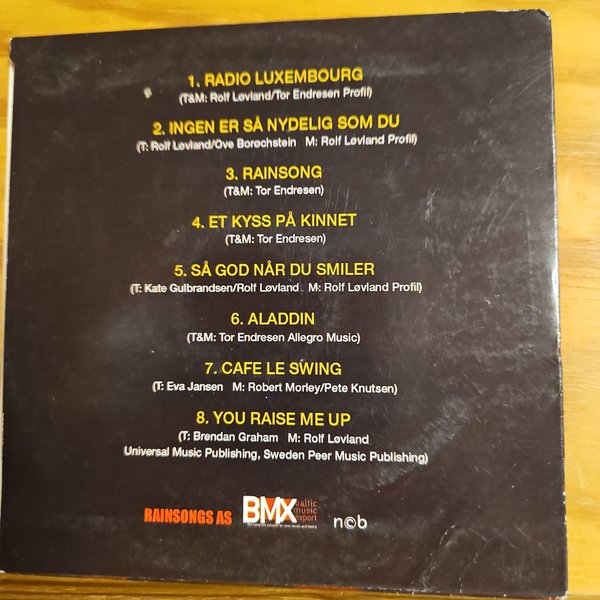 1. RADIO LUXEMBOURG
(T&M: Rolf Løvland/Tor Endresen Profil)
2. INGEN ER SÅ NYDELIG SOM DU
(T: Rolf Løvland/Ove Borøchstein M: Rolf Løvland Profil)
3. RAINSONG
(T&M: Tor Endresen)
4. ET KYSS PÅ KINNET
(T&M: Tor Endresen)
5. SÅ GOD NÅR DU SMILER
(T: Kate Gulbrandsen/Rolf Løvland M: Rolf Løvland Profil)
6. ALADDIN
(T&M: Tor Endresen Allegro Music)
7. CAFE LE SWING
(T: Eva Jansen M: Robert Morley/Pete Knutsen)
8. YOU RAISE ME UP
(T: Brendan Graham M: Rolf Løvland
Universal Music Publishing, Sweden Peer Music Publishing)
RAINSONGS AS
BMX
baltic
music
export
n©b